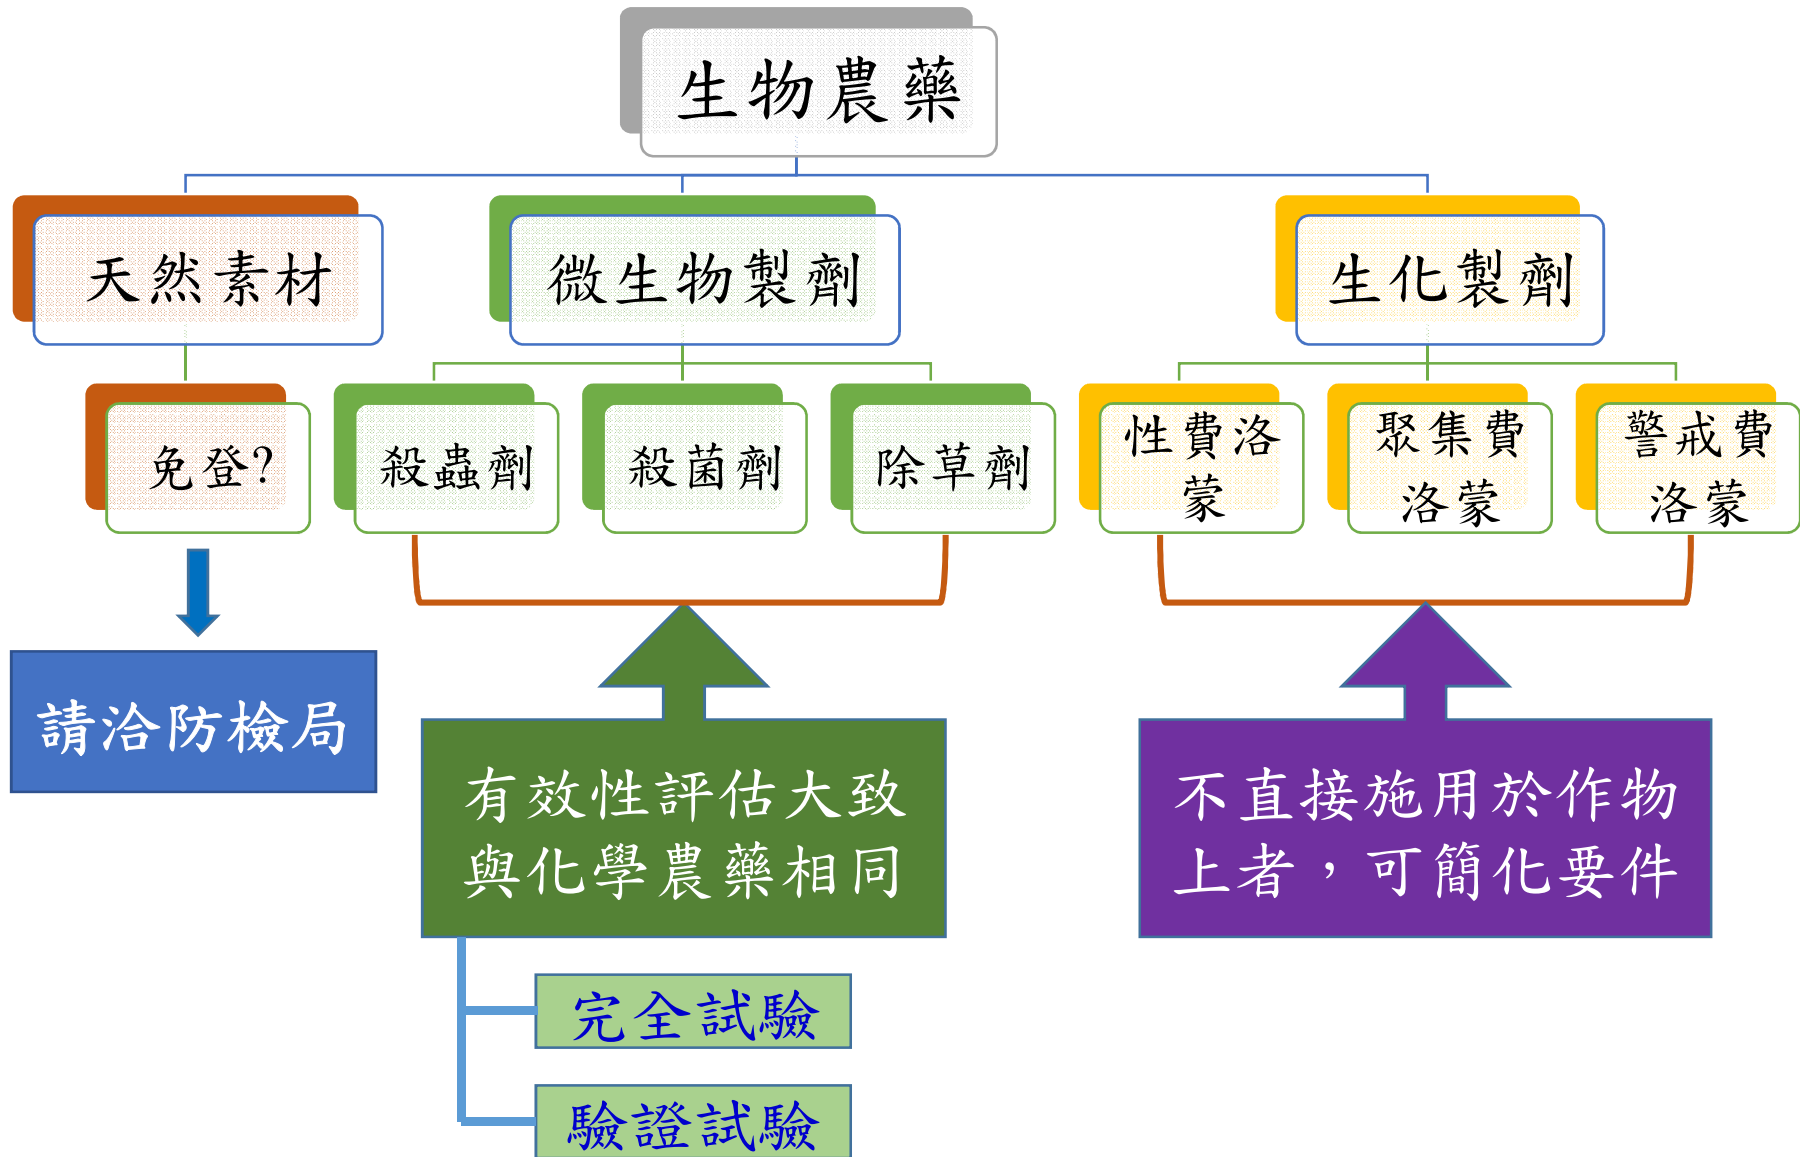 生物農藥
天然素材
微生物製劑
生化製劑
免登?
殺蟲劑
殺菌劑
除草劑
性費洛
蒙
聚集費
洛蒙
警戒費
洛蒙
請洽防檢局
有效性評估大致
與化學農藥相同
不直接施用於作物
上者，可簡化要件
完全試驗
驗證試驗